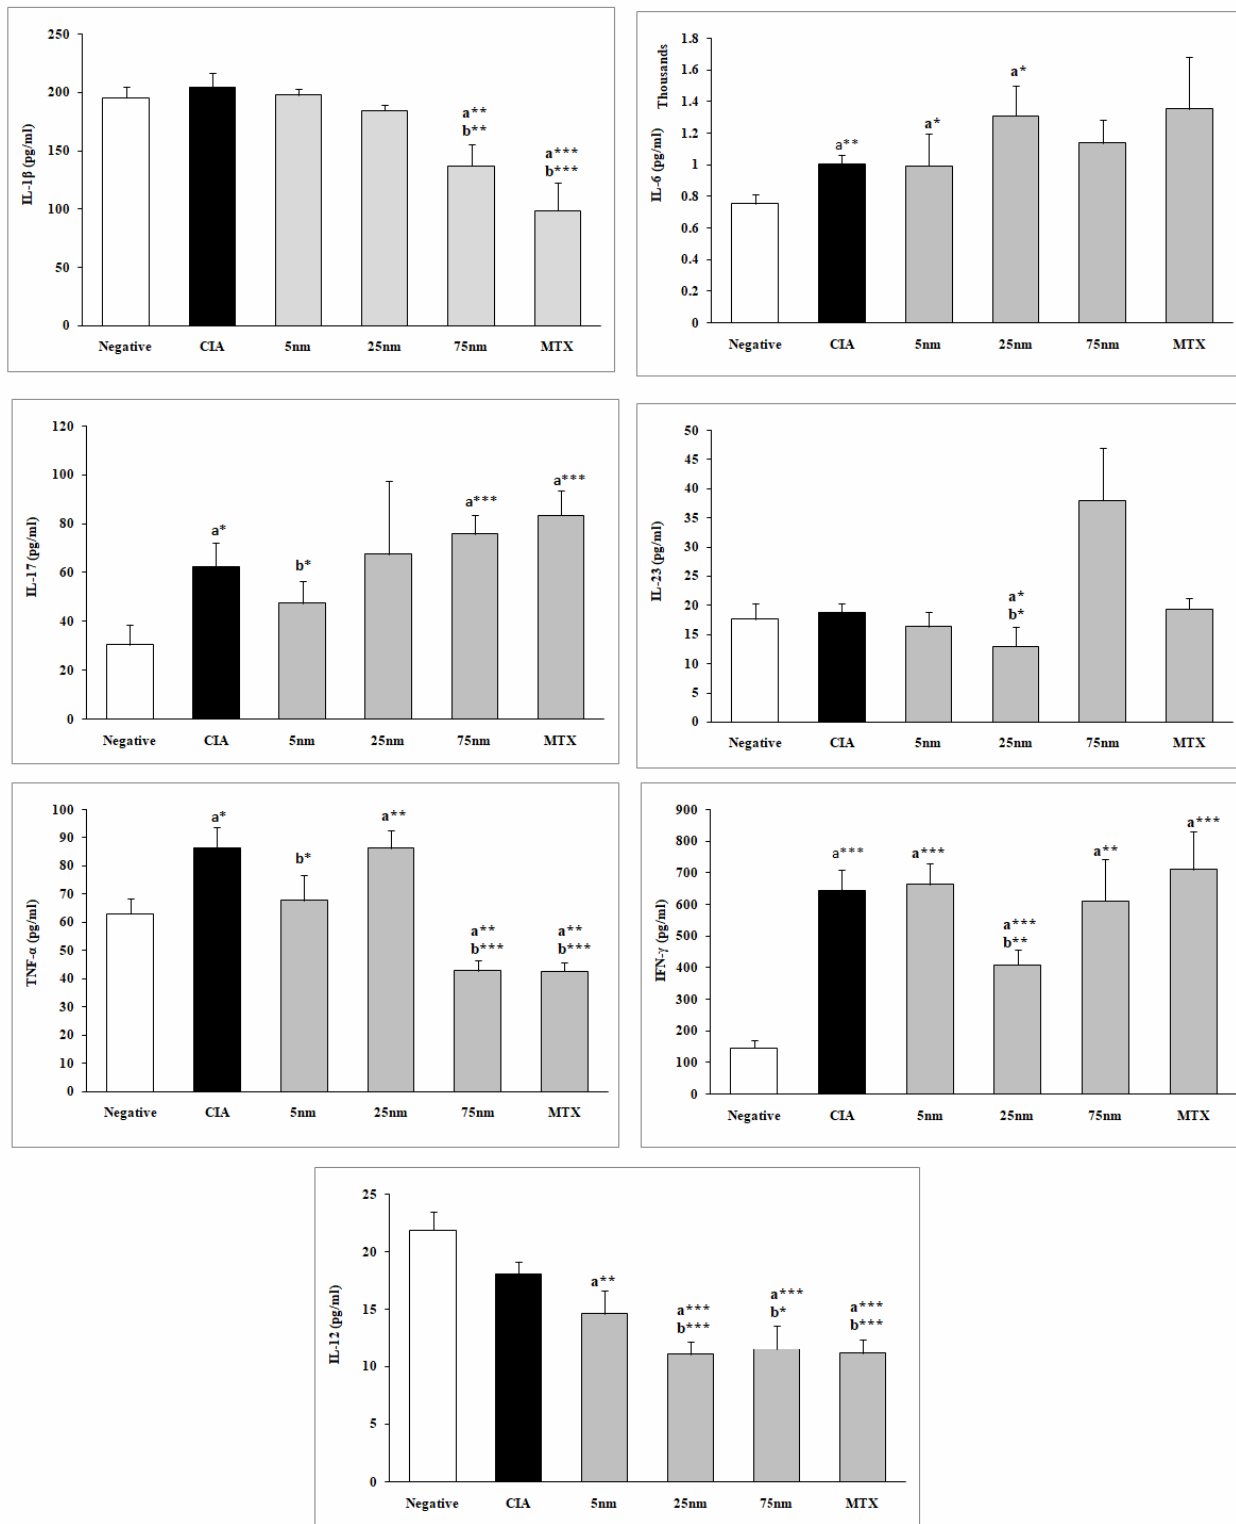 250
200
150
100
50
0
IL-1β (pg/ml)
a**
b**
a***
b***
Negative CIA 5nm 25nm 75nm MTX
1.8
1.6
1.4
1.2
1
0.8
0.6
0.4
0.2
0
Thousands
IL-6 (pg/ml)
a**
a*
a*
Negative CIA 5nm 25nm 75nm MTX
120
100
80
60
40
20
0
IL-17 (pg/ml)
a*
b*
a***
a***
Negative CIA 5nm 25nm 75nm MTX
50
45
40
35
30
25
20
15
10
5
0
IL-23 (pg/ml)
a*
b*
Negative CIA 5nm 25nm 75nm MTX
100
90
80
70
60
50
40
30
20
10
0
TNF-α (pg/ml)
a*
b*
a**
a**
b***
a**
b***
Negative CIA 5nm 25nm 75nm MTX
900
800
700
600
500
400
300
200
100
0
IFN-γ (pg/ml)
a***
a***
a***
b**
a**
a***
Negative CIA 5nm 25nm 75nm MTX
25
20
15
10
5
0
IL-12 (pg/ml)
a**
a***
b***
a***
b*
a***
b***
Negative CIA 5nm 25nm 75nm MTX